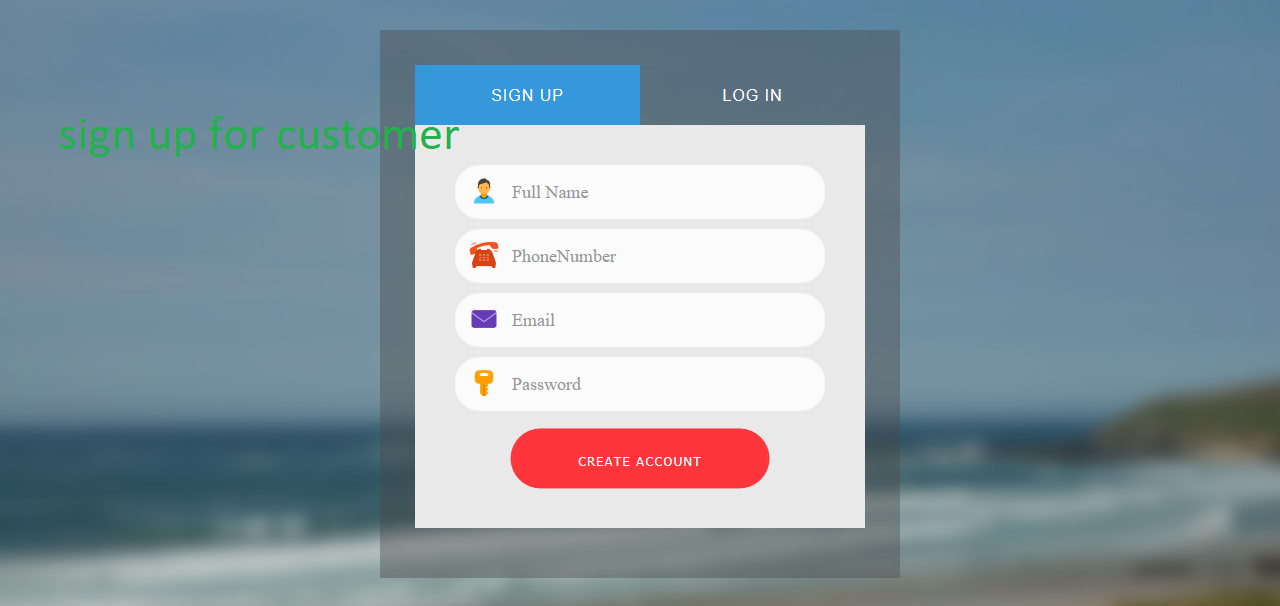 SIGN UP
LOG IN
sign up for customer
Full Name
PhoneNumber
Email
Password
CREATE ACCOUNT